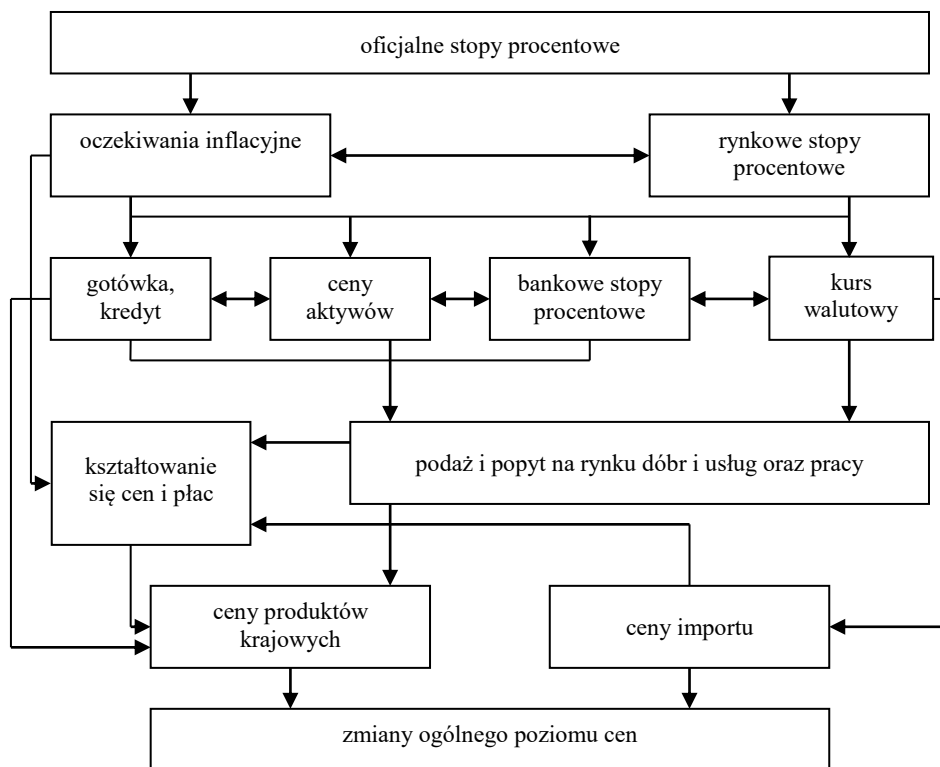 oficjalne stopy procentowe
oczekiwania inflacyjne
rynkowe stopy
procentowe
gotówka,
kredyt
ceny
aktywów
bankowe stopy
procentowe
kurs
walutowy
kształtowanie
się cen i płac
podaż i popyt na rynku dóbr i usług oraz pracy
ceny produktów
krajowych
ceny importu
zmiany ogólnego poziomu cen